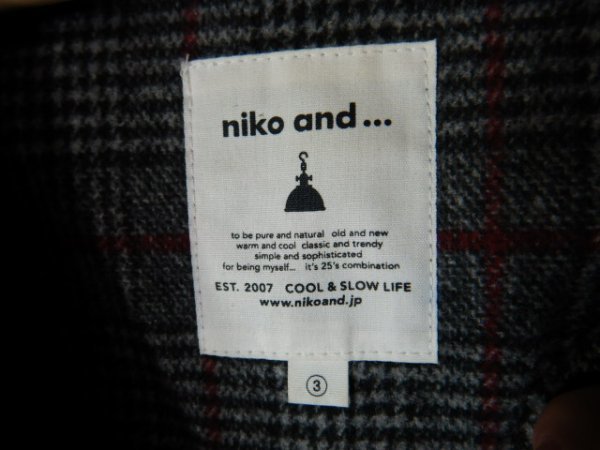 niko and ...
to be pure and natural old and new
warm and cool classic and trendy
simple and sophisticated
for being myself... it's 25's combination
EST. 2007 COOL & SLOW LIFE
www.nikoand.jp
③